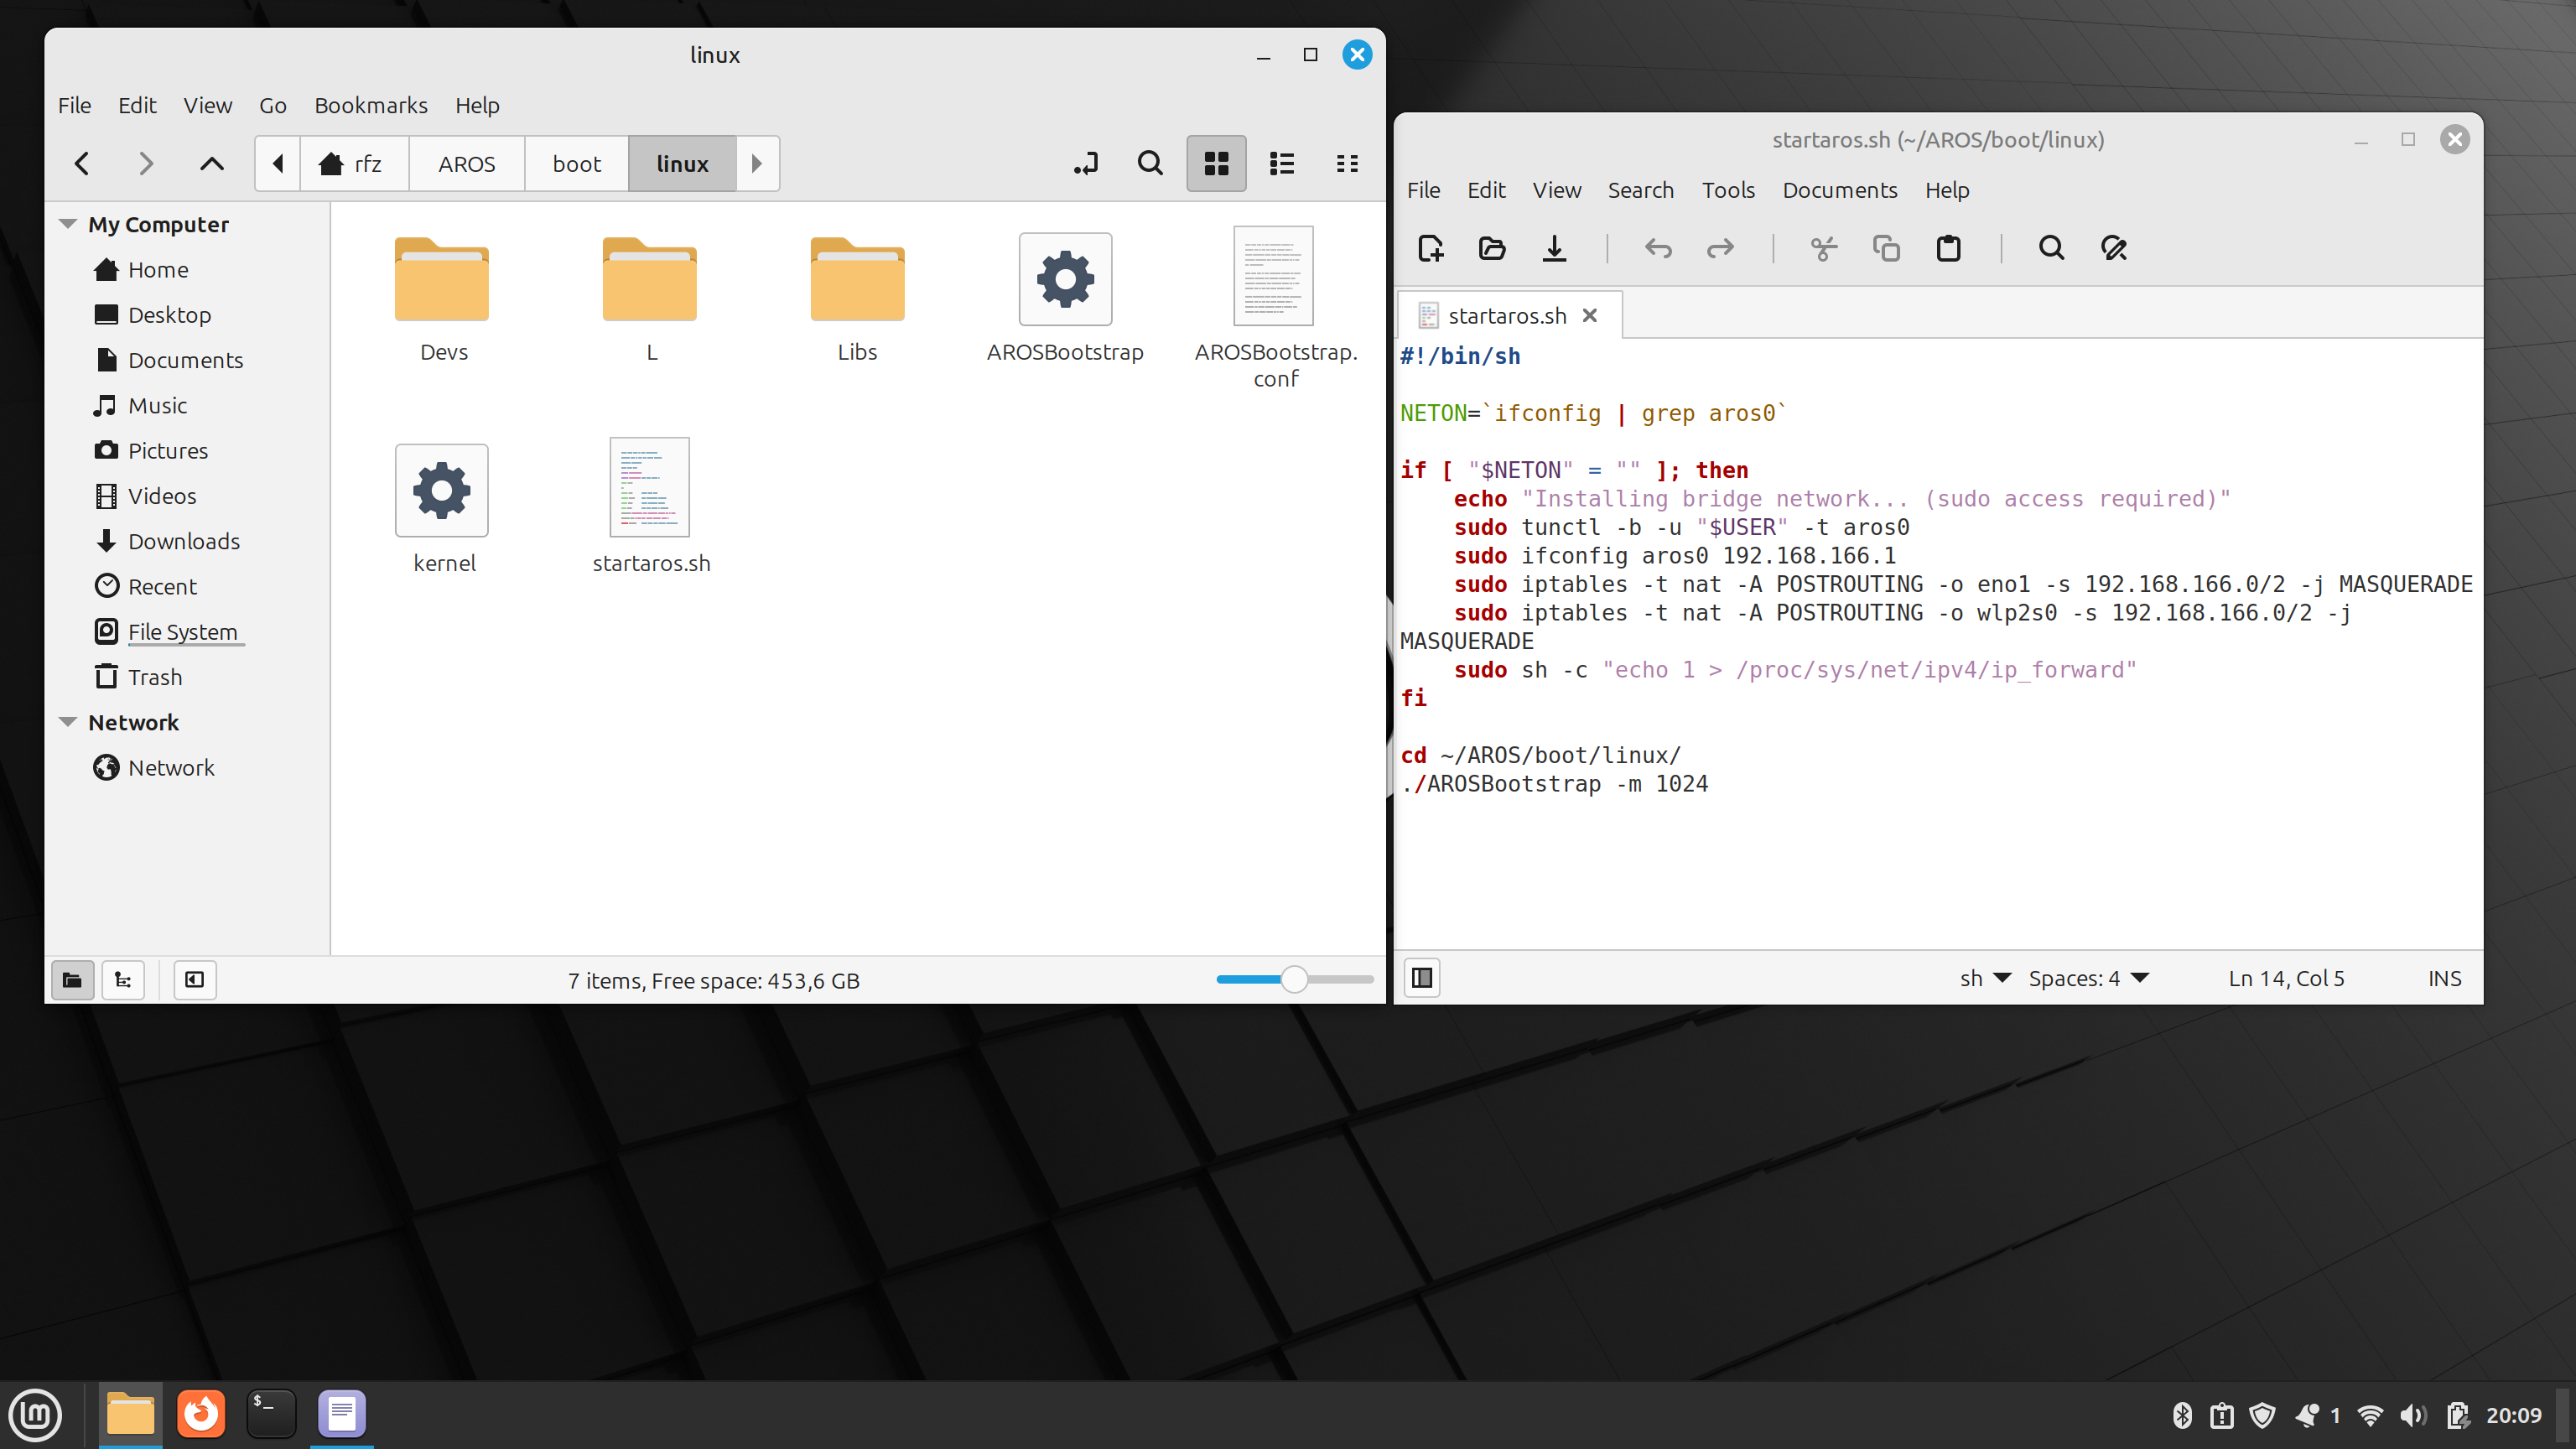 linux
File Edit View Go Bookmarks Help
rfz AROS boot linux
My Computer
Home
Desktop
Documents
Music
Pictures
Videos
Downloads
Recent
File System
Trash
Network
Network
Devs L Libs AROSBootstrap AROSBootstrap.
conf
kernel startaros.sh
7 items, Free space: 453,6 GB
startaros.sh (~/AROS/boot/linux)
File Edit View Search Tools Documents Help
startaros.sh
#!/bin/sh
NETON=`ifconfig | grep aros0`
if [ "$NETON" = "" ]; then
echo "Installing bridge network... (sudo access required)"
sudo tunctl -b -u "$USER" -t aros0
sudo ifconfig aros0 192.168.166.1
sudo iptables -t nat -A POSTROUTING -o eno1 -s 192.168.166.0/2 -j MASQUERADE
sudo iptables -t nat -A POSTROUTING -o wlp2s0 -s 192.168.166.0/2 -j
MASQUERADE
sudo sh -c "echo 1 > /proc/sys/net/ipv4/ip_forward"
fi
cd ~/AROS/boot/linux/
./AROSBootstrap -m 1024
sh Spaces: 4 Ln 14, Col 5 INS
$_
1 20:09